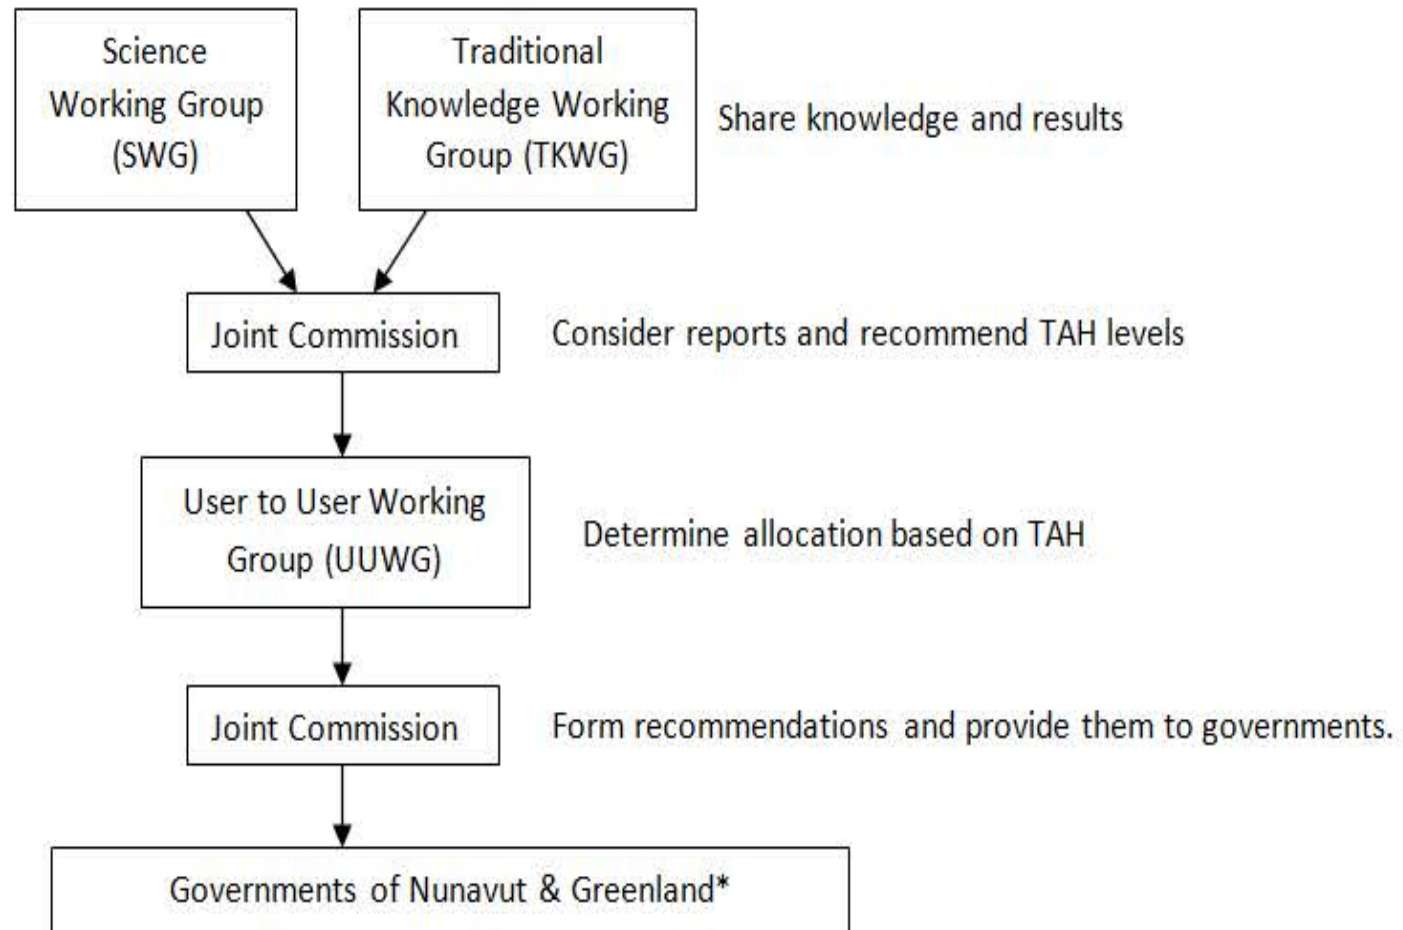 Science
Working Group
(SWG)
Traditional
Knowledge Working
Group (TKWG)
Share knowledge and results
Joint Commission
Consider reports and recommend TAH levels
User to User Working
Group (UUWG)
Determine allocation based on TAH
Joint Commission
Form recommendations and provide them to governments.
Governments of Nunavut & Greenland*